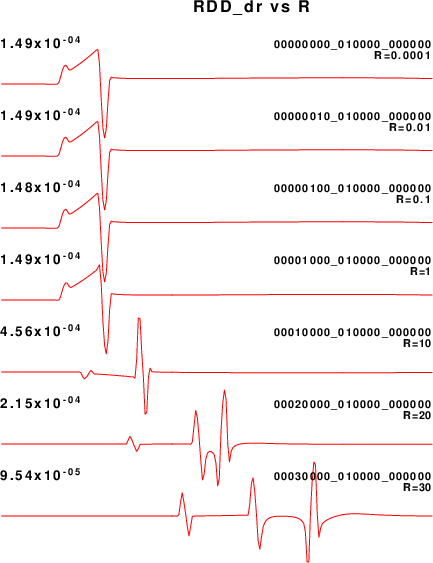 RDD_dr vs R
1.49x10-04 00000000_010000_000000
R=0.0001
1.49x10-04 00000010_010000_000000
R=0.01
1.48x10-04 00000100_010000_000000
R=0.1
1.49x10-04 00001000_010000_000000
R=1
4.56x10-04 00010000_010000_000000
R=10
2.15x10-04 00020000_010000_000000
R=20
9.54x10-05 00030000_010000_000000
R=30